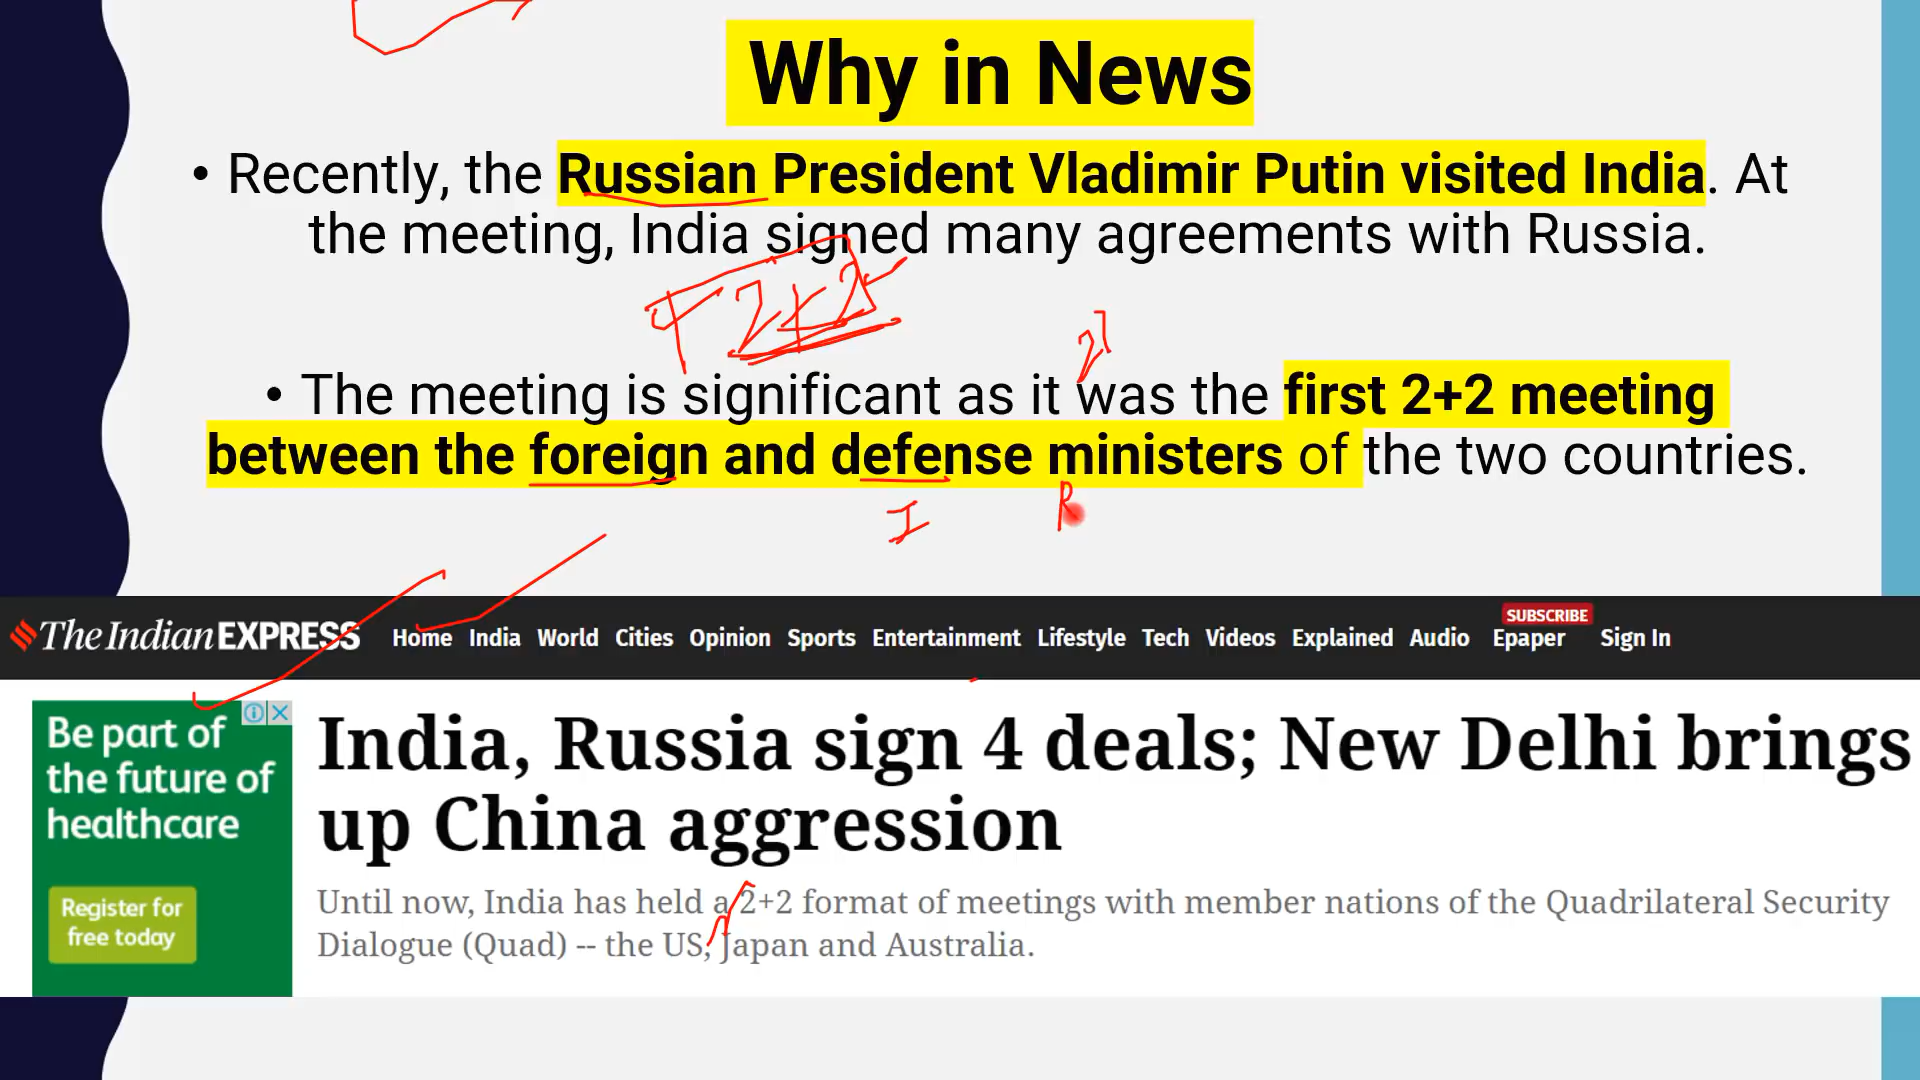 Why in News
• Recently, the Russian President Vladimir Putin visited India. At
the meeting, India signed many agreements with Russia.
2+2
• The meeting is significant as it was the first 2+2 meeting
between the foreign and defense ministers of the two countries.
I R
The Indian EXPRESS Home India World Cities Opinion Sports Entertainment Lifestyle Tech Videos Explained Audio Epaper Sign In
SUBSCRIBE
Be part of
the future of
healthcare
Register for
free today
India, Russia sign 4 deals; New Delhi brings
up China aggression
Until now, India has held a 2+2 format of meetings with member nations of the Quadrilateral Security
Dialogue (Quad) -- the US, Japan and Australia.